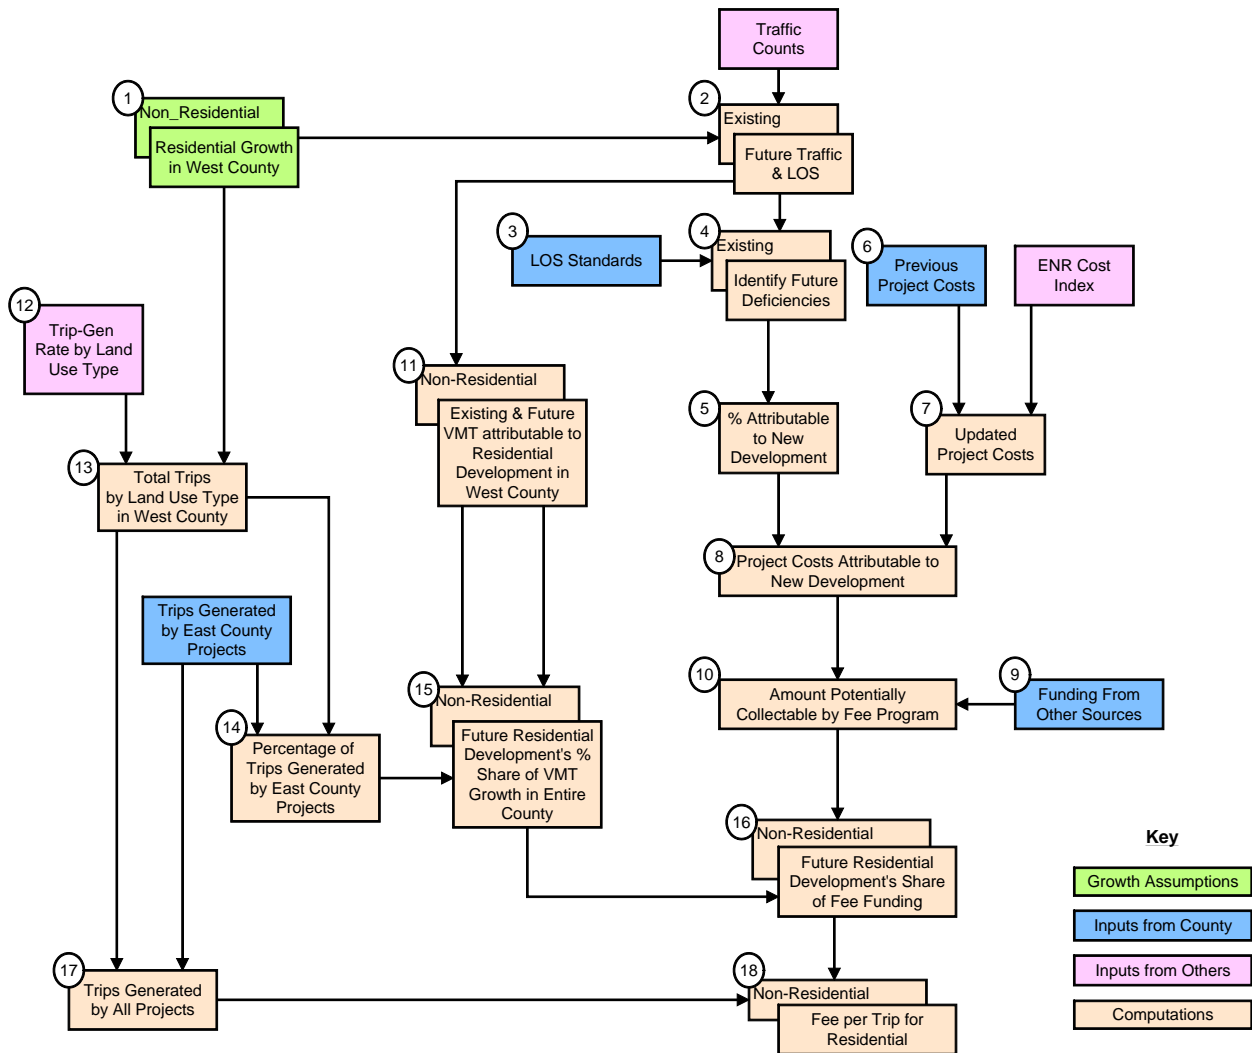 Traffic
Counts
1
Non_Residential
Residential Growth
in West County
2
Existing
Future Traffic
& LOS
3
LOS Standards
4
Existing
Identify Future
Deficiencies
6
Previous
Project Costs
ENR Cost
Index
12
Trip-Gen
Rate by Land
Use Type
11
Non-Residential
Existing & Future
VMT attributable to
Residential
Development in
West County
5
% Attributable
to New
Development
7
Updated
Project Costs
13
Total Trips
by Land Use Type
in West County
8
Project Costs Attributable to
New Development
Trips Generated
by East County
Projects
10
Amount Potentially
Collectable by Fee Program
9
Funding From
Other Sources
14
Percentage of
Trips Generated
by East County
Projects
15
Non-Residential
Future Residential
Development's %
Share of VMT
Growth in Entire
County
16
Non-Residential
Future Residential
Development's Share
of Fee Funding
17
Trips Generated
by All Projects
18
Non-Residential
Fee per Trip for
Residential
Key
Growth Assumptions
Inputs from County
Inputs from Others
Computations